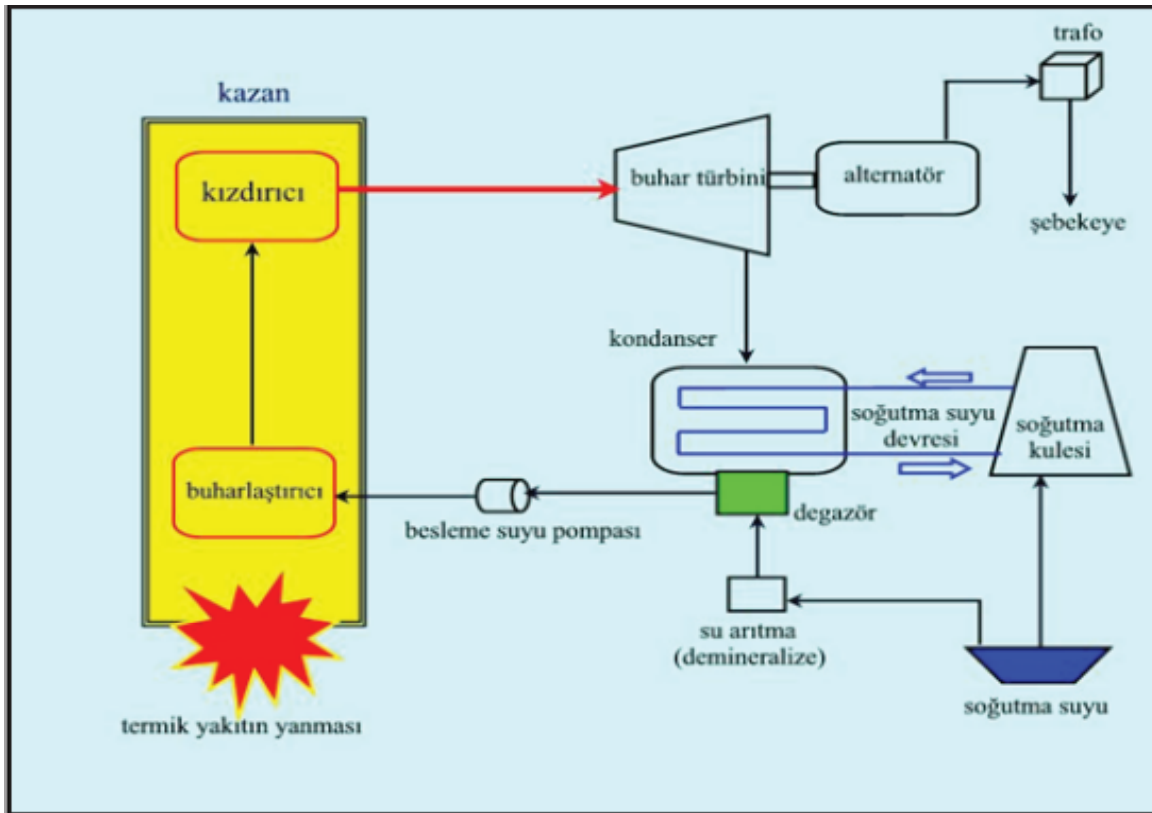 trafo
kazan
kızdırıcı
buhar türbini
alternatör
şebekeye
kondanser
soğutma suyu
devresi
soğutma
kulesi
buharlaştırıcı
besleme suyu pompası
degazör
su arıtma
(demineralize)
soğutma suyu
termik yakıtın yanması